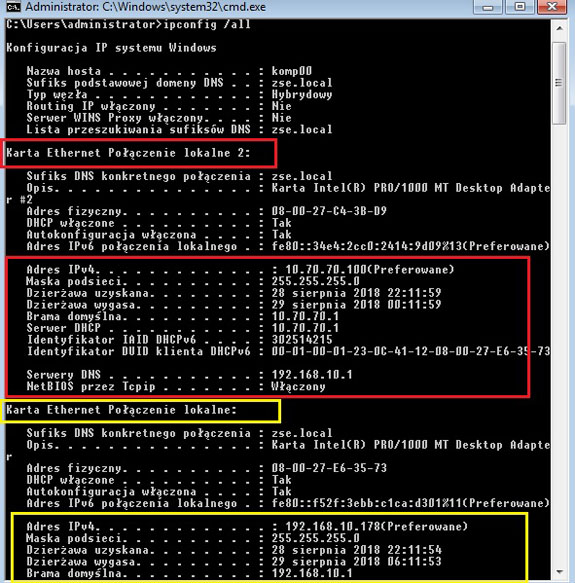 Administrator: C:\Windows\system32\cmd.exe
C:\Users\administrator>ipconfig /all
Konfiguracja IP systemu Windows
Nazwa hosta . . . . . . . . . . . : komp00
Sufiks podstawowej domeny DNS . . : zse.local
Typ węzła . . . . . . . . . . . . : Hybrydowy
Routing IP włączony . . . . . . . : Nie
Serwer WINS Proxy włączony. . . . : Nie
Lista przeszukiwania sufiksów DNS : zse.local
Karta Ethernet Połączenie lokalne 2:
Sufiks DNS konkretnego połączenia : zse.local
Opis. . . . . . . . . . . . . . . : Karta Intel(R) PRO/1000 MT Desktop Adapte
r #2
Adres fizyczny. . . . . . . . . . : 08-00-27-C4-3B-D9
DHCP włączone . . . . . . . . . . : Tak
Autokonfiguracja włączona . . . . : Tak
Adres IPv6 połączenia lokalnego . : fe80::34e4:2cc0:2414:9d09%13(Preferowane)
Adres IPv4. . . . . . . . . . . . . : 10.70.70.100(Preferowane)
Maska podsieci. . . . . . . . . . : 255.255.255.0
Dzierżawa uzyskana. . . . . . . . : 28 sierpnia 2018 22:11:59
Dzierżawa wygasa. . . . . . . . . : 29 sierpnia 2018 00:11:59
Brama domyślna. . . . . . . . . . : 10.70.70.1
Serwer DHCP . . . . . . . . . . . : 10.70.70.1
Identyfikator IAID DHCPv6 . . . . : 302514215
Identyfikator DUID klienta DHCPv6 : 00-01-00-01-23-0C-41-12-08-00-27-E6-35-73
Serwery DNS . . . . . . . . . . . : 192.168.10.1
NetBIOS przez Tcpip . . . . . . . : Włączony
Karta Ethernet Połączenie lokalne:
Sufiks DNS konkretnego połączenia : zse.local
Opis. . . . . . . . . . . . . . . : Karta Intel(R) PRO/1000 MT Desktop Adapte
r
Adres fizyczny. . . . . . . . . . : 08-00-27-E6-35-73
DHCP włączone . . . . . . . . . . : Tak
Autokonfiguracja włączona . . . . : Tak
Adres IPv6 połączenia lokalnego . : fe80::f52f:3ebb:c1ca:d301%11(Preferowane)
Adres IPv4. . . . . . . . . . . . . : 192.168.10.178(Preferowane)
Maska podsieci. . . . . . . . . . : 255.255.255.0
Dzierżawa uzyskana. . . . . . . . : 28 sierpnia 2018 22:11:54
Dzierżawa wygasa. . . . . . . . . : 29 sierpnia 2018 06:11:53
Brama domyślna. . . . . . . . . . : 192.168.10.1